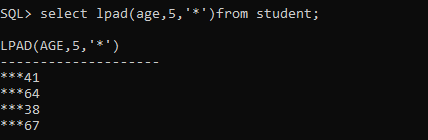 SQL> select lpad(age,5,'*')from student;
LPAD(AGE,5,'*')
--------------------
***41
***64
***38
***67